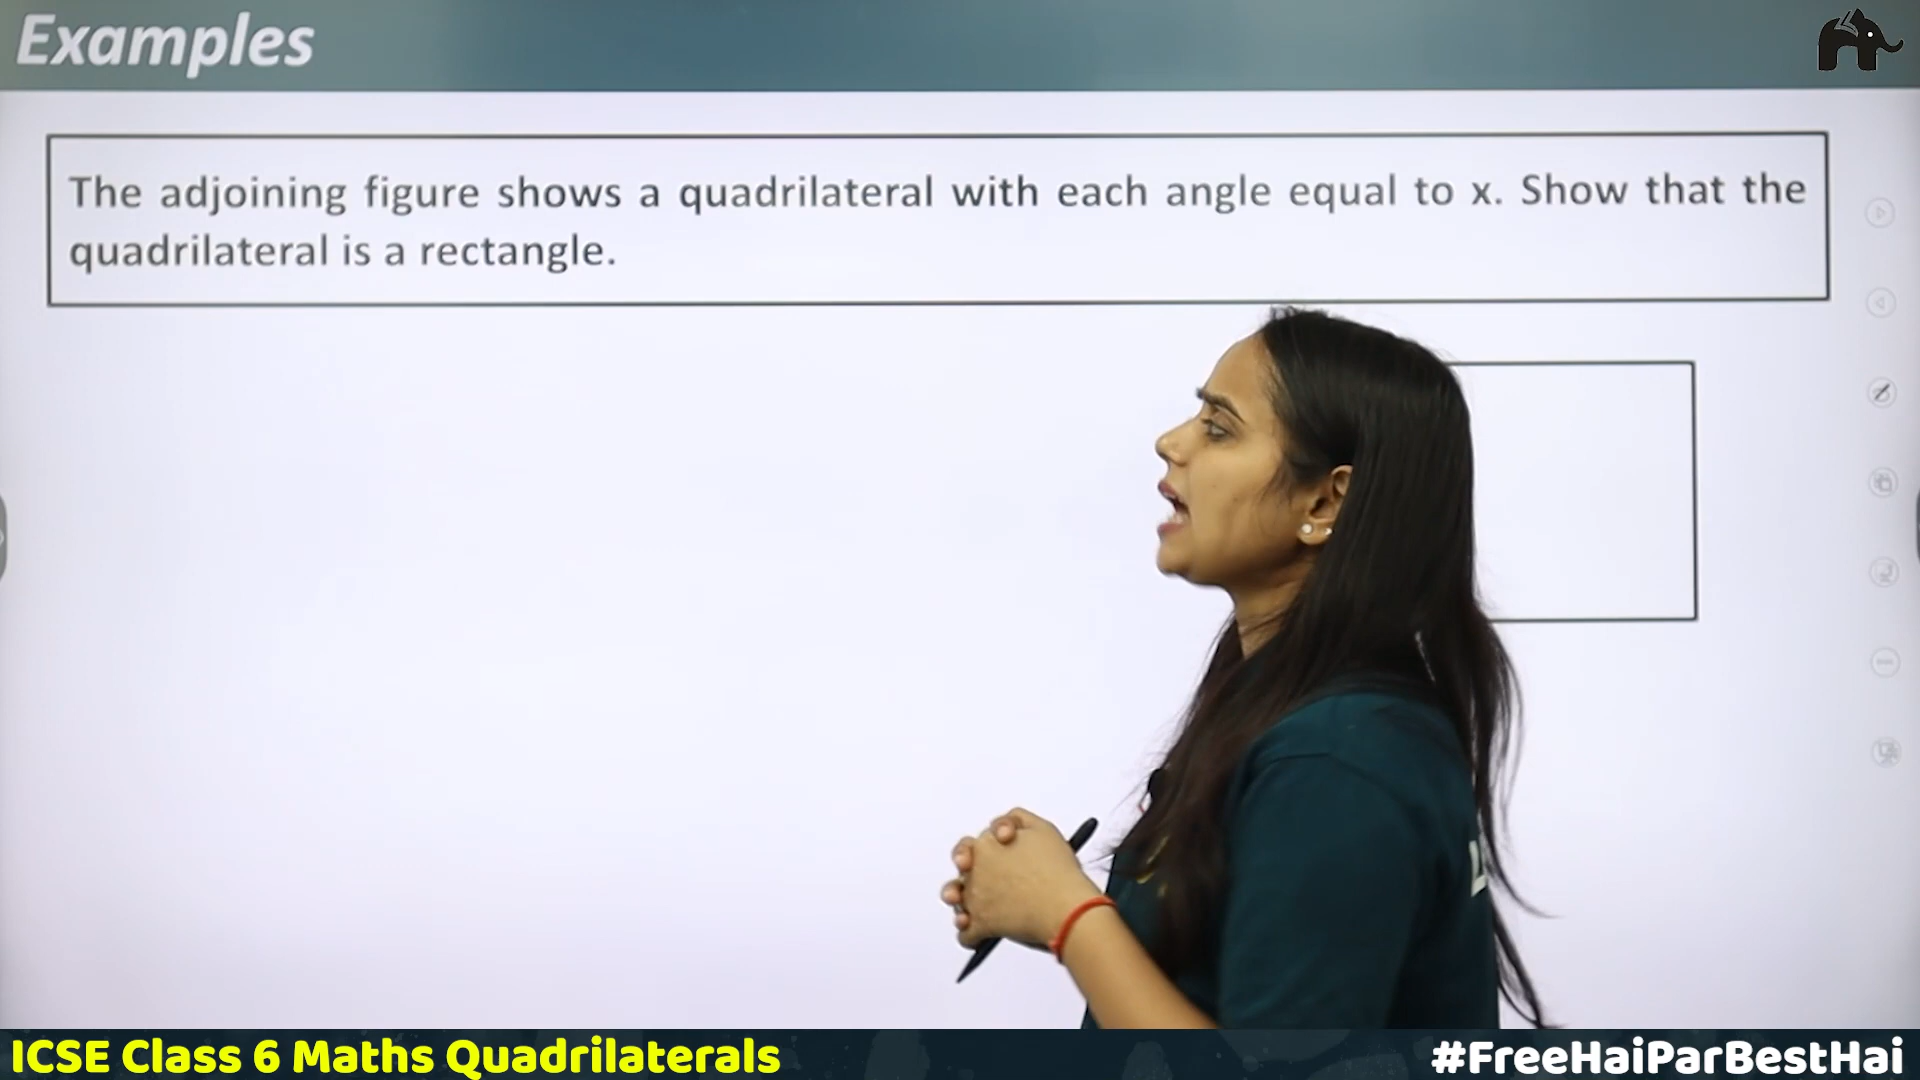 Examples
The adjoining figure shows a quadrilateral with each angle equal to x. Show that the
quadrilateral is a rectangle.
ICSE Class 6 Maths Quadrilaterals
#FreeHaiParBestHai